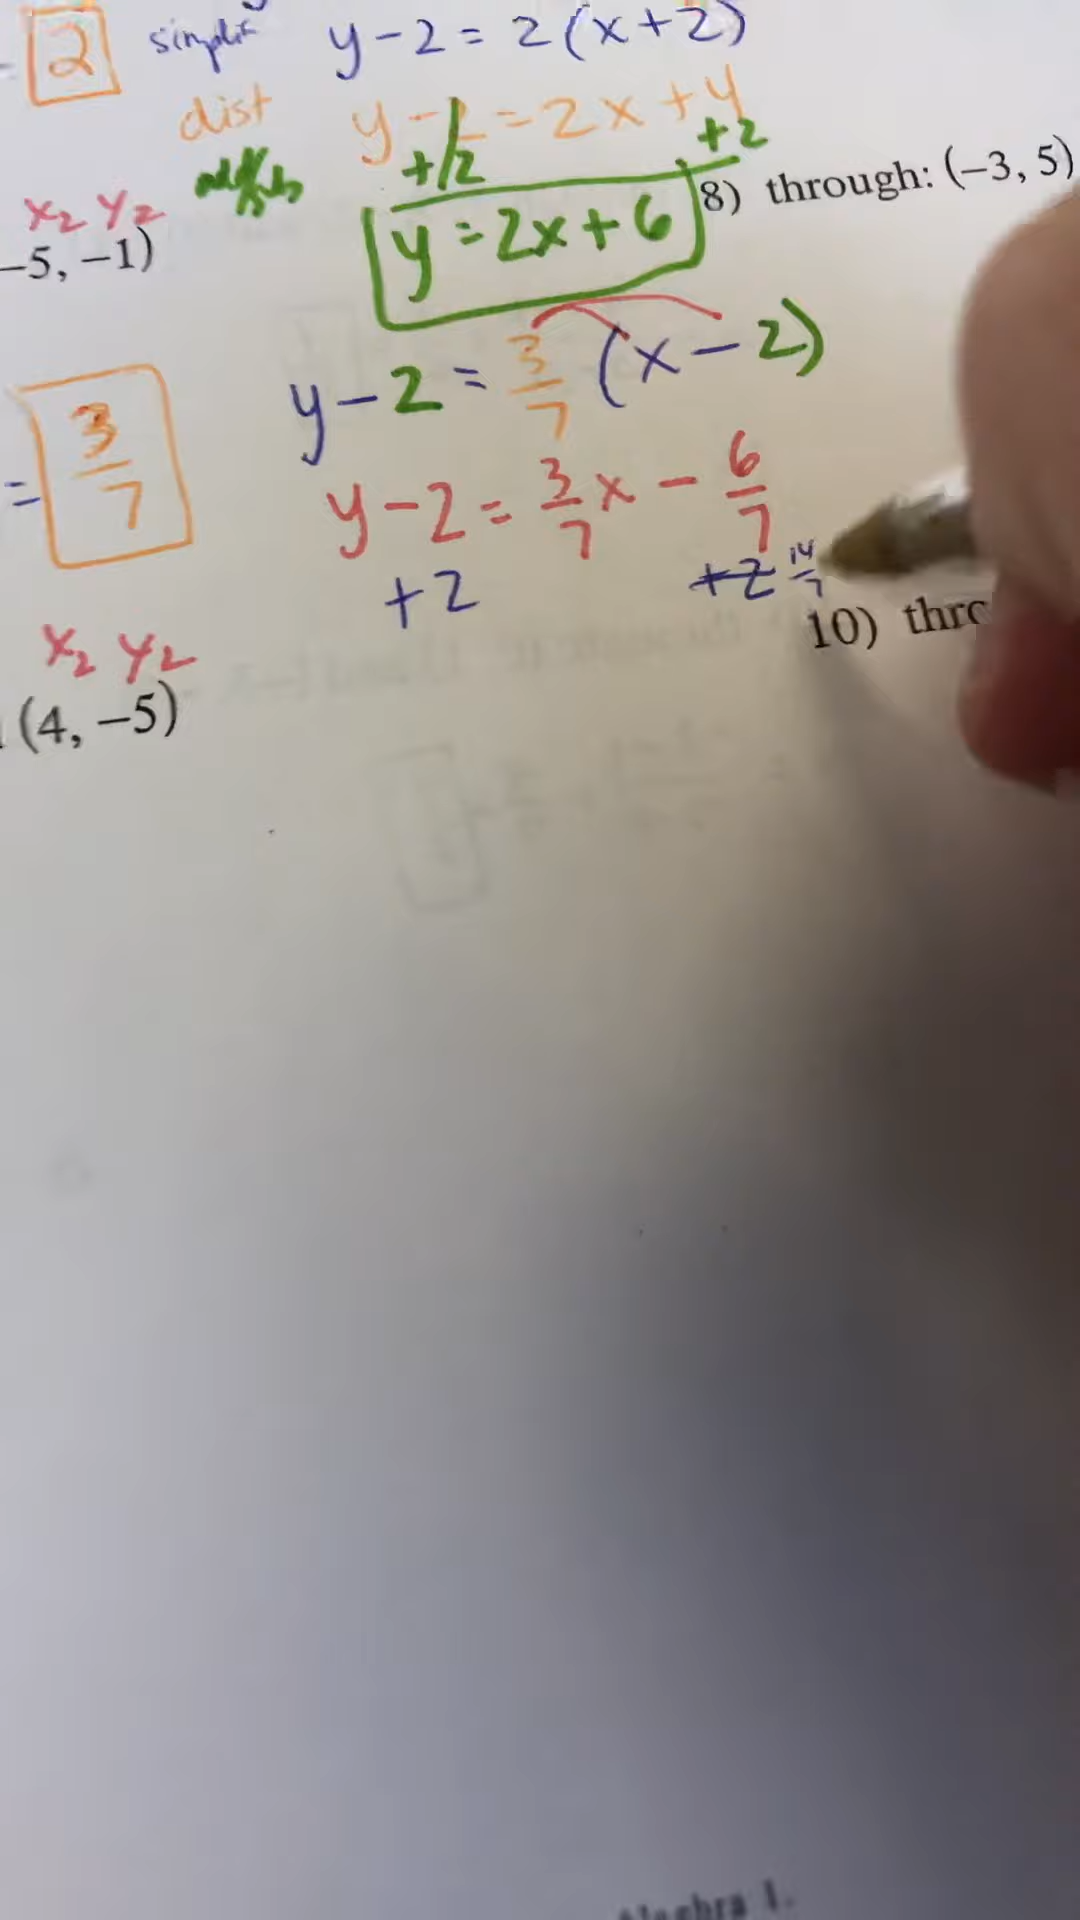 = 2 simplify y-2 = 2(x+2)
dist y-2 = 2x+4
+2 +2
x2 y2
-5, -1)
y = 2x+6
8) through: (-3, 5)
y-2 = 3/7 (x-2)
= 3/7
y-2 = 3/7 x - 6/7
+2 +2 14/7
x2 y2
(4, -5)
10)
Algebra 1.